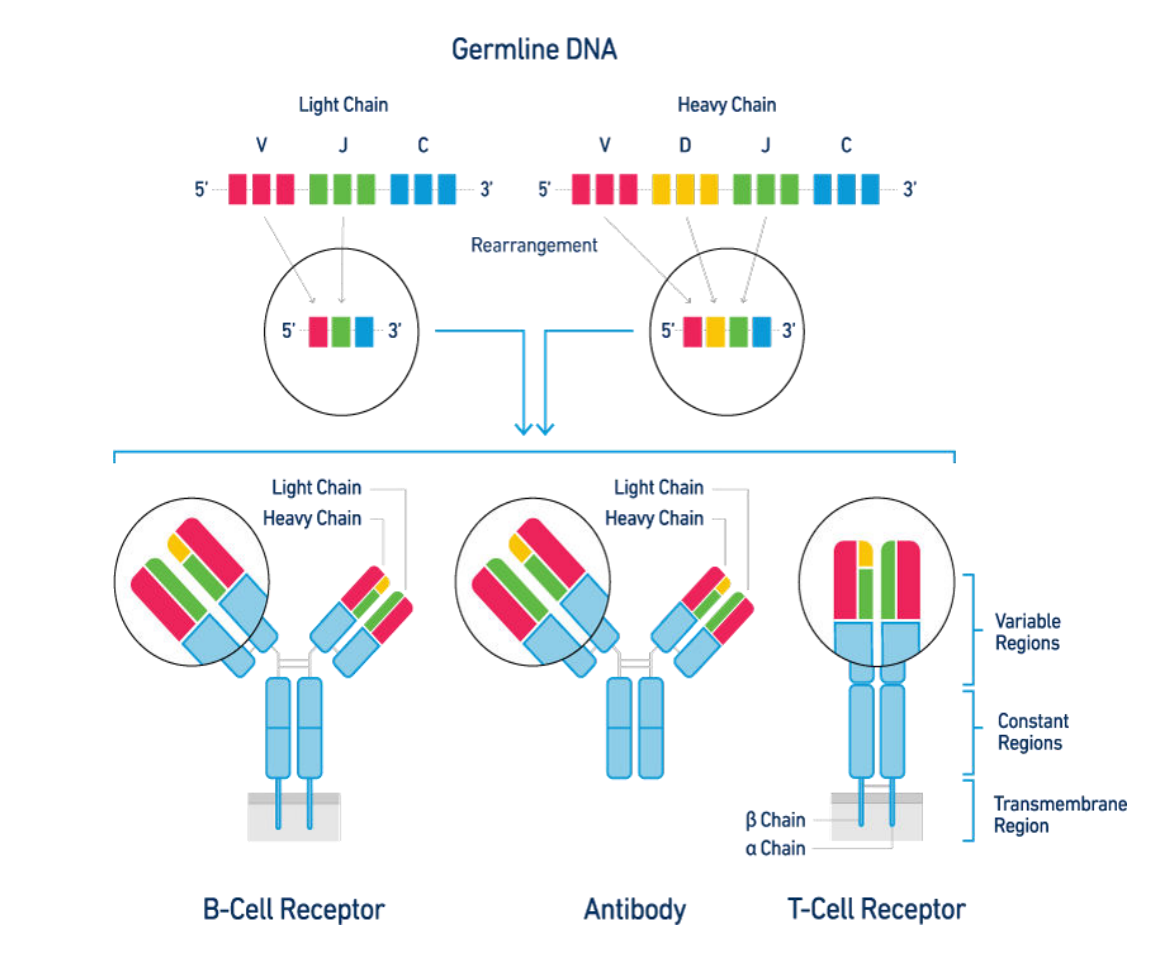 Germline DNA
Light Chain
Heavy Chain
V J C
V D J C
5' 3'
5' 3'
Rearrangement
5' 3'
5' 3'
Light Chain
Heavy Chain
Light Chain
Heavy Chain
Variable
Regions
Constant
Regions
Transmembrane
Region
β Chain
α Chain
B-Cell Receptor
Antibody
T-Cell Receptor